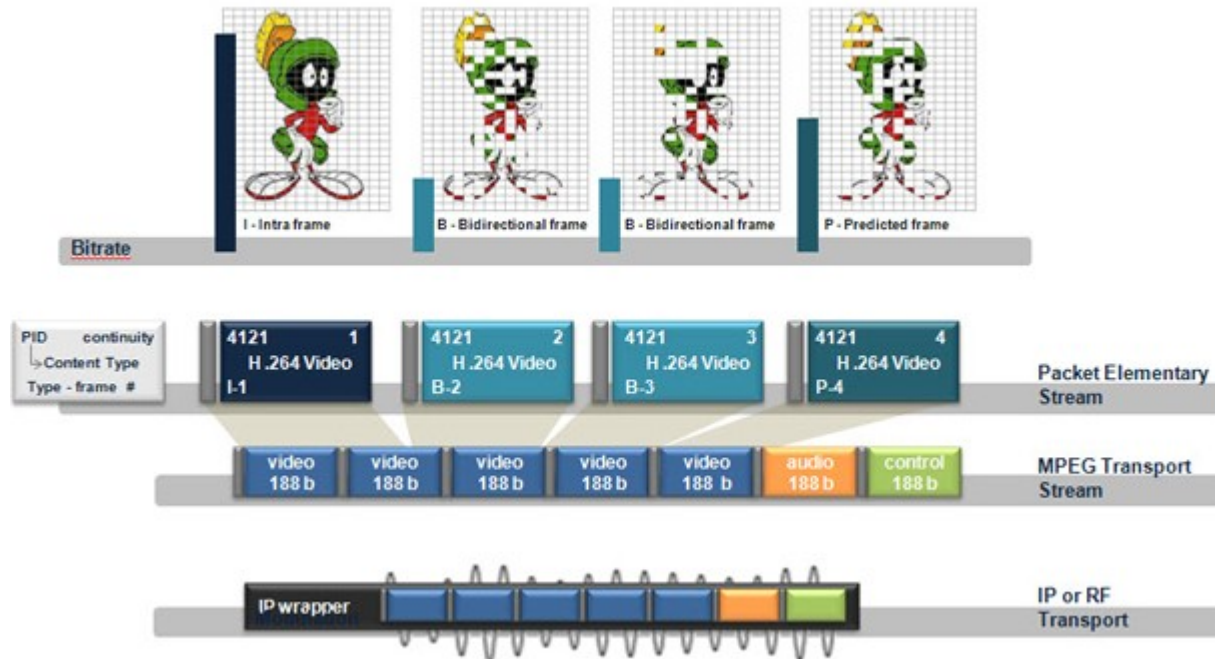 I - Intra frame
B - Bidirectional frame
B - Bidirectional frame
P - Predicted frame
Bitrate
PID continuity
Content Type
Type - frame #
4121 1
H.264 Video
I-1
4121 2
H.264 Video
B-2
4121 3
H.264 Video
B-3
4121 4
H.264 Video
P-4
Packet Elementary
Stream
video
188 b
video
188 b
video
188 b
video
188 b
video
188 b
audio
188 b
control
188 b
MPEG Transport
Stream
IP wrapper
IP or RF
Transport